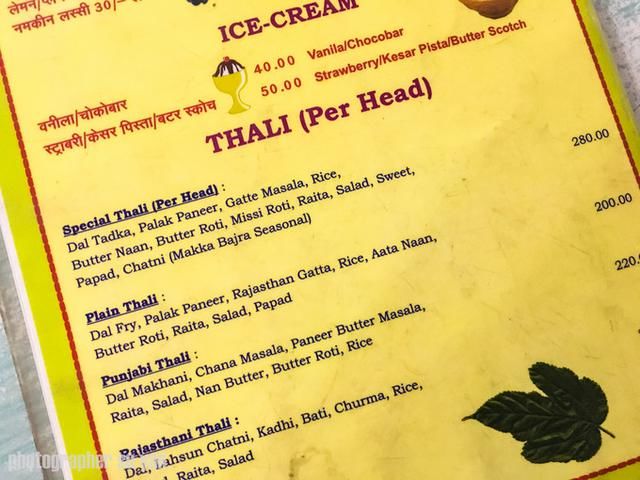 नमकीन लस्सी 30/-
ICE-CREAM
वनीला/चोकोबार 40.00 Vanila/Chocobar
स्ट्राबरी/केसर पिस्ता/बटर स्कोच 50.00 Strawberry/Kesar Pista/Butter Scotch
THALI (Per Head)
Special Thali (Per Head) : 280.00
Dal Tadka, Palak Paneer, Gatte Masala, Rice,
Butter Naan, Butter Roti, Missi Roti, Raita, Salad, Sweet,
Papad, Chatni (Makka Bajra Seasonal)
Plain Thali : 200.00
Dal Fry, Palak Paneer, Rajasthan Gatta, Rice, Aata Naan,
Butter Roti, Raita, Salad, Papad
Punjabi Thali : 220.
Dal Makhani, Chana Masala, Paneer Butter Masala,
Raita, Salad, Nan Butter, Butter Roti, Rice
Rajasthani Thali :
Dal, Lahsun Chatni, Kadhi, Bati, Churma, Rice,
Raita, Salad